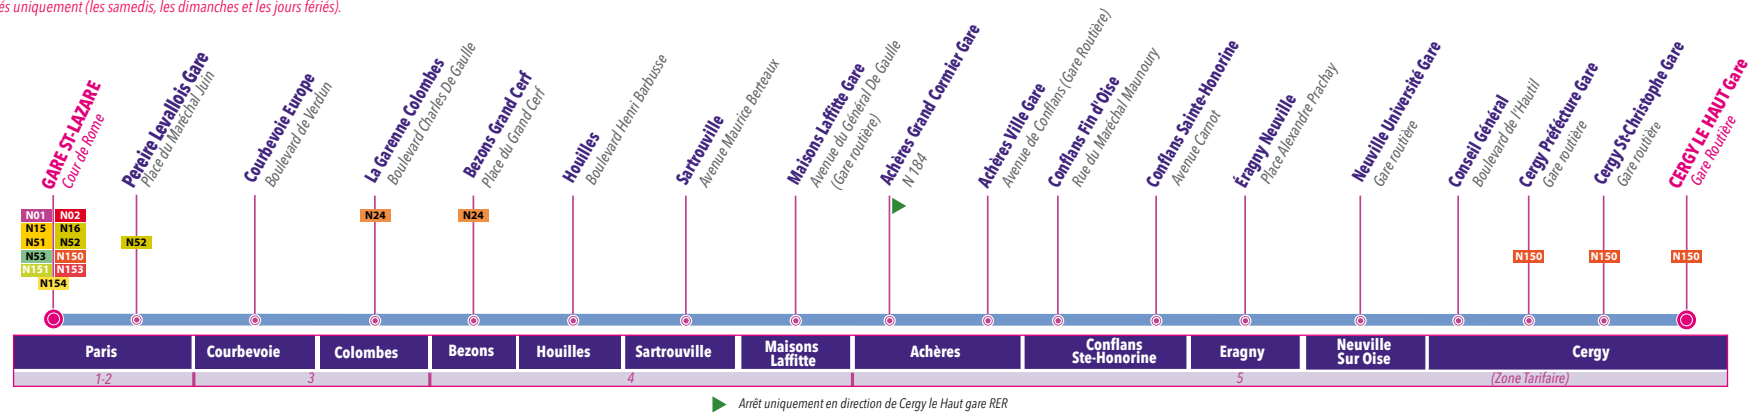 és uniquement (les samedis, les dimanches et les jours fériés).
GARE ST-LAZARE
Cour de Rome
Pereire Levallois Gare
Place du Maréchal Juin
Courbevoie Europe
Boulevard de Verdun
La Garenne Colombes
Boulevard Charles De Gaulle
Bezons Grand Cerf
Place du Grand Cerf
Houilles
Boulevard Henri Barbusse
Sartrouville
Avenue Maurice Berteaux
Maisons Laffitte Gare
Avenue du Général De Gaulle
(Gare routière)
Achères Grand Cormier Gare
N 184
Achères Ville Gare
Avenue de Conflans (Gare Routière)
Conflans Fin d'Oise
Rue du Maréchal Maunoury
Conflans Sainte-Honorine
Avenue Carnot
Éragny Neuville
Place Alexandre Prachay
Neuville Université Gare
Gare routière
Conseil Général
Boulevard de l'Hautil
Cergy Préfécture Gare
Gare routière
Cergy St-Christophe Gare
Gare routière
CERGY LE HAUT Gare
Gare Routière
N01 N02
N15 N16
N51 N52
N53 N150
N151 N153
N154
N52
N24
N24
N150
N150
N150
Paris
Courbevoie
Colombes
Bezons
Houilles
Sartrouville
Maisons
Laffitte
Achères
Conflans
Ste-Honorine
Eragny
Neuville
Sur Oise
Cergy
1-2
3
4
5
(Zone Tarifaire)
Arrêt uniquement en direction de Cergy le Haut gare RER